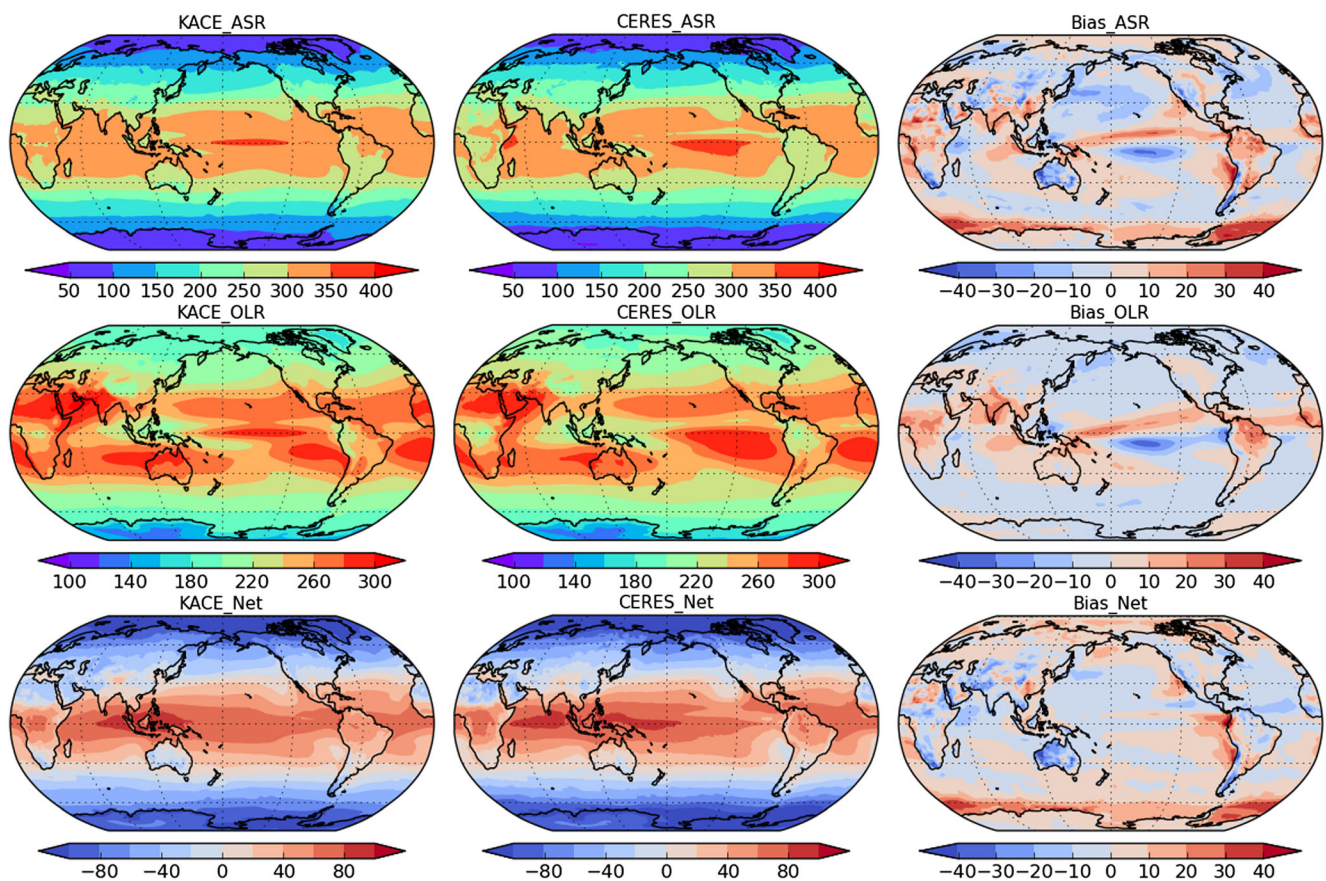 KACE_ASR CERES_ASR Bias_ASR
50 100 150 200 250 300 350 400 50 100 150 200 250 300 350 400 −40−30−20−10 0 10 20 30 40
KACE_OLR CERES_OLR Bias_OLR
100 140 180 220 260 300 100 140 180 220 260 300 −40−30−20−10 0 10 20 30 40
KACE_Net CERES_Net Bias_Net
−80 −40 0 40 80 −80 −40 0 40 80 −40−30−20−10 0 10 20 30 40